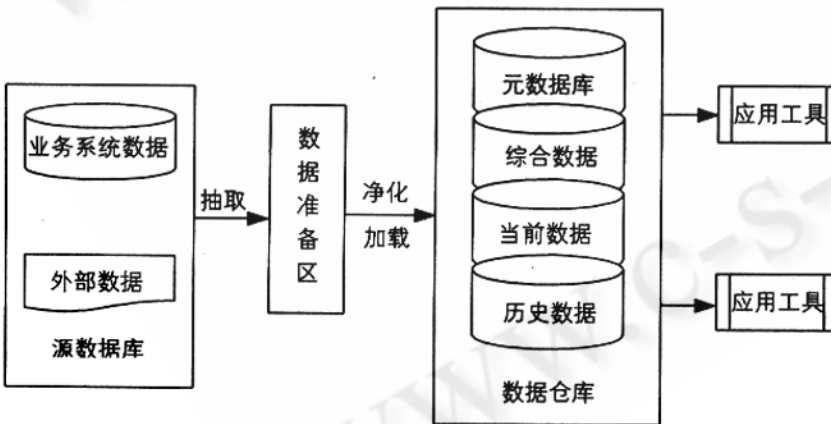 业务系统数据
外部数据
源数据库
抽取
数据准备区
净化
加载
元数据库
综合数据
当前数据
历史数据
数据仓库
应用工具
应用工具
www.c-s-